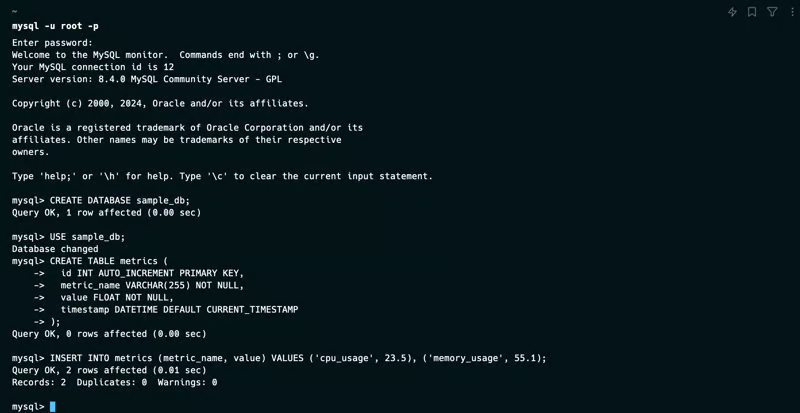 ~
mysql -u root -p
Enter password:
Welcome to the MySQL monitor.  Commands end with ; or \g.
Your MySQL connection id is 12
Server version: 8.4.0 MySQL Community Server - GPL
Copyright (c) 2000, 2024, Oracle and/or its affiliates.
Oracle is a registered trademark of Oracle Corporation and/or its
affiliates. Other names may be trademarks of their respective
owners.
Type 'help;' or '\h' for help. Type '\c' to clear the current input statement.
mysql> CREATE DATABASE sample_db;
Query OK, 1 row affected (0.00 sec)
mysql> USE sample_db;
Database changed
mysql> CREATE TABLE metrics (
    ->   id INT AUTO_INCREMENT PRIMARY KEY,
    ->   metric_name VARCHAR(255) NOT NULL,
    ->   value FLOAT NOT NULL,
    ->   timestamp DATETIME DEFAULT CURRENT_TIMESTAMP
    -> );
Query OK, 0 rows affected (0.00 sec)
mysql> INSERT INTO metrics (metric_name, value) VALUES ('cpu_usage', 23.5), ('memory_usage', 55.1);
Query OK, 2 rows affected (0.01 sec)
Records: 2  Duplicates: 0  Warnings: 0
mysql>